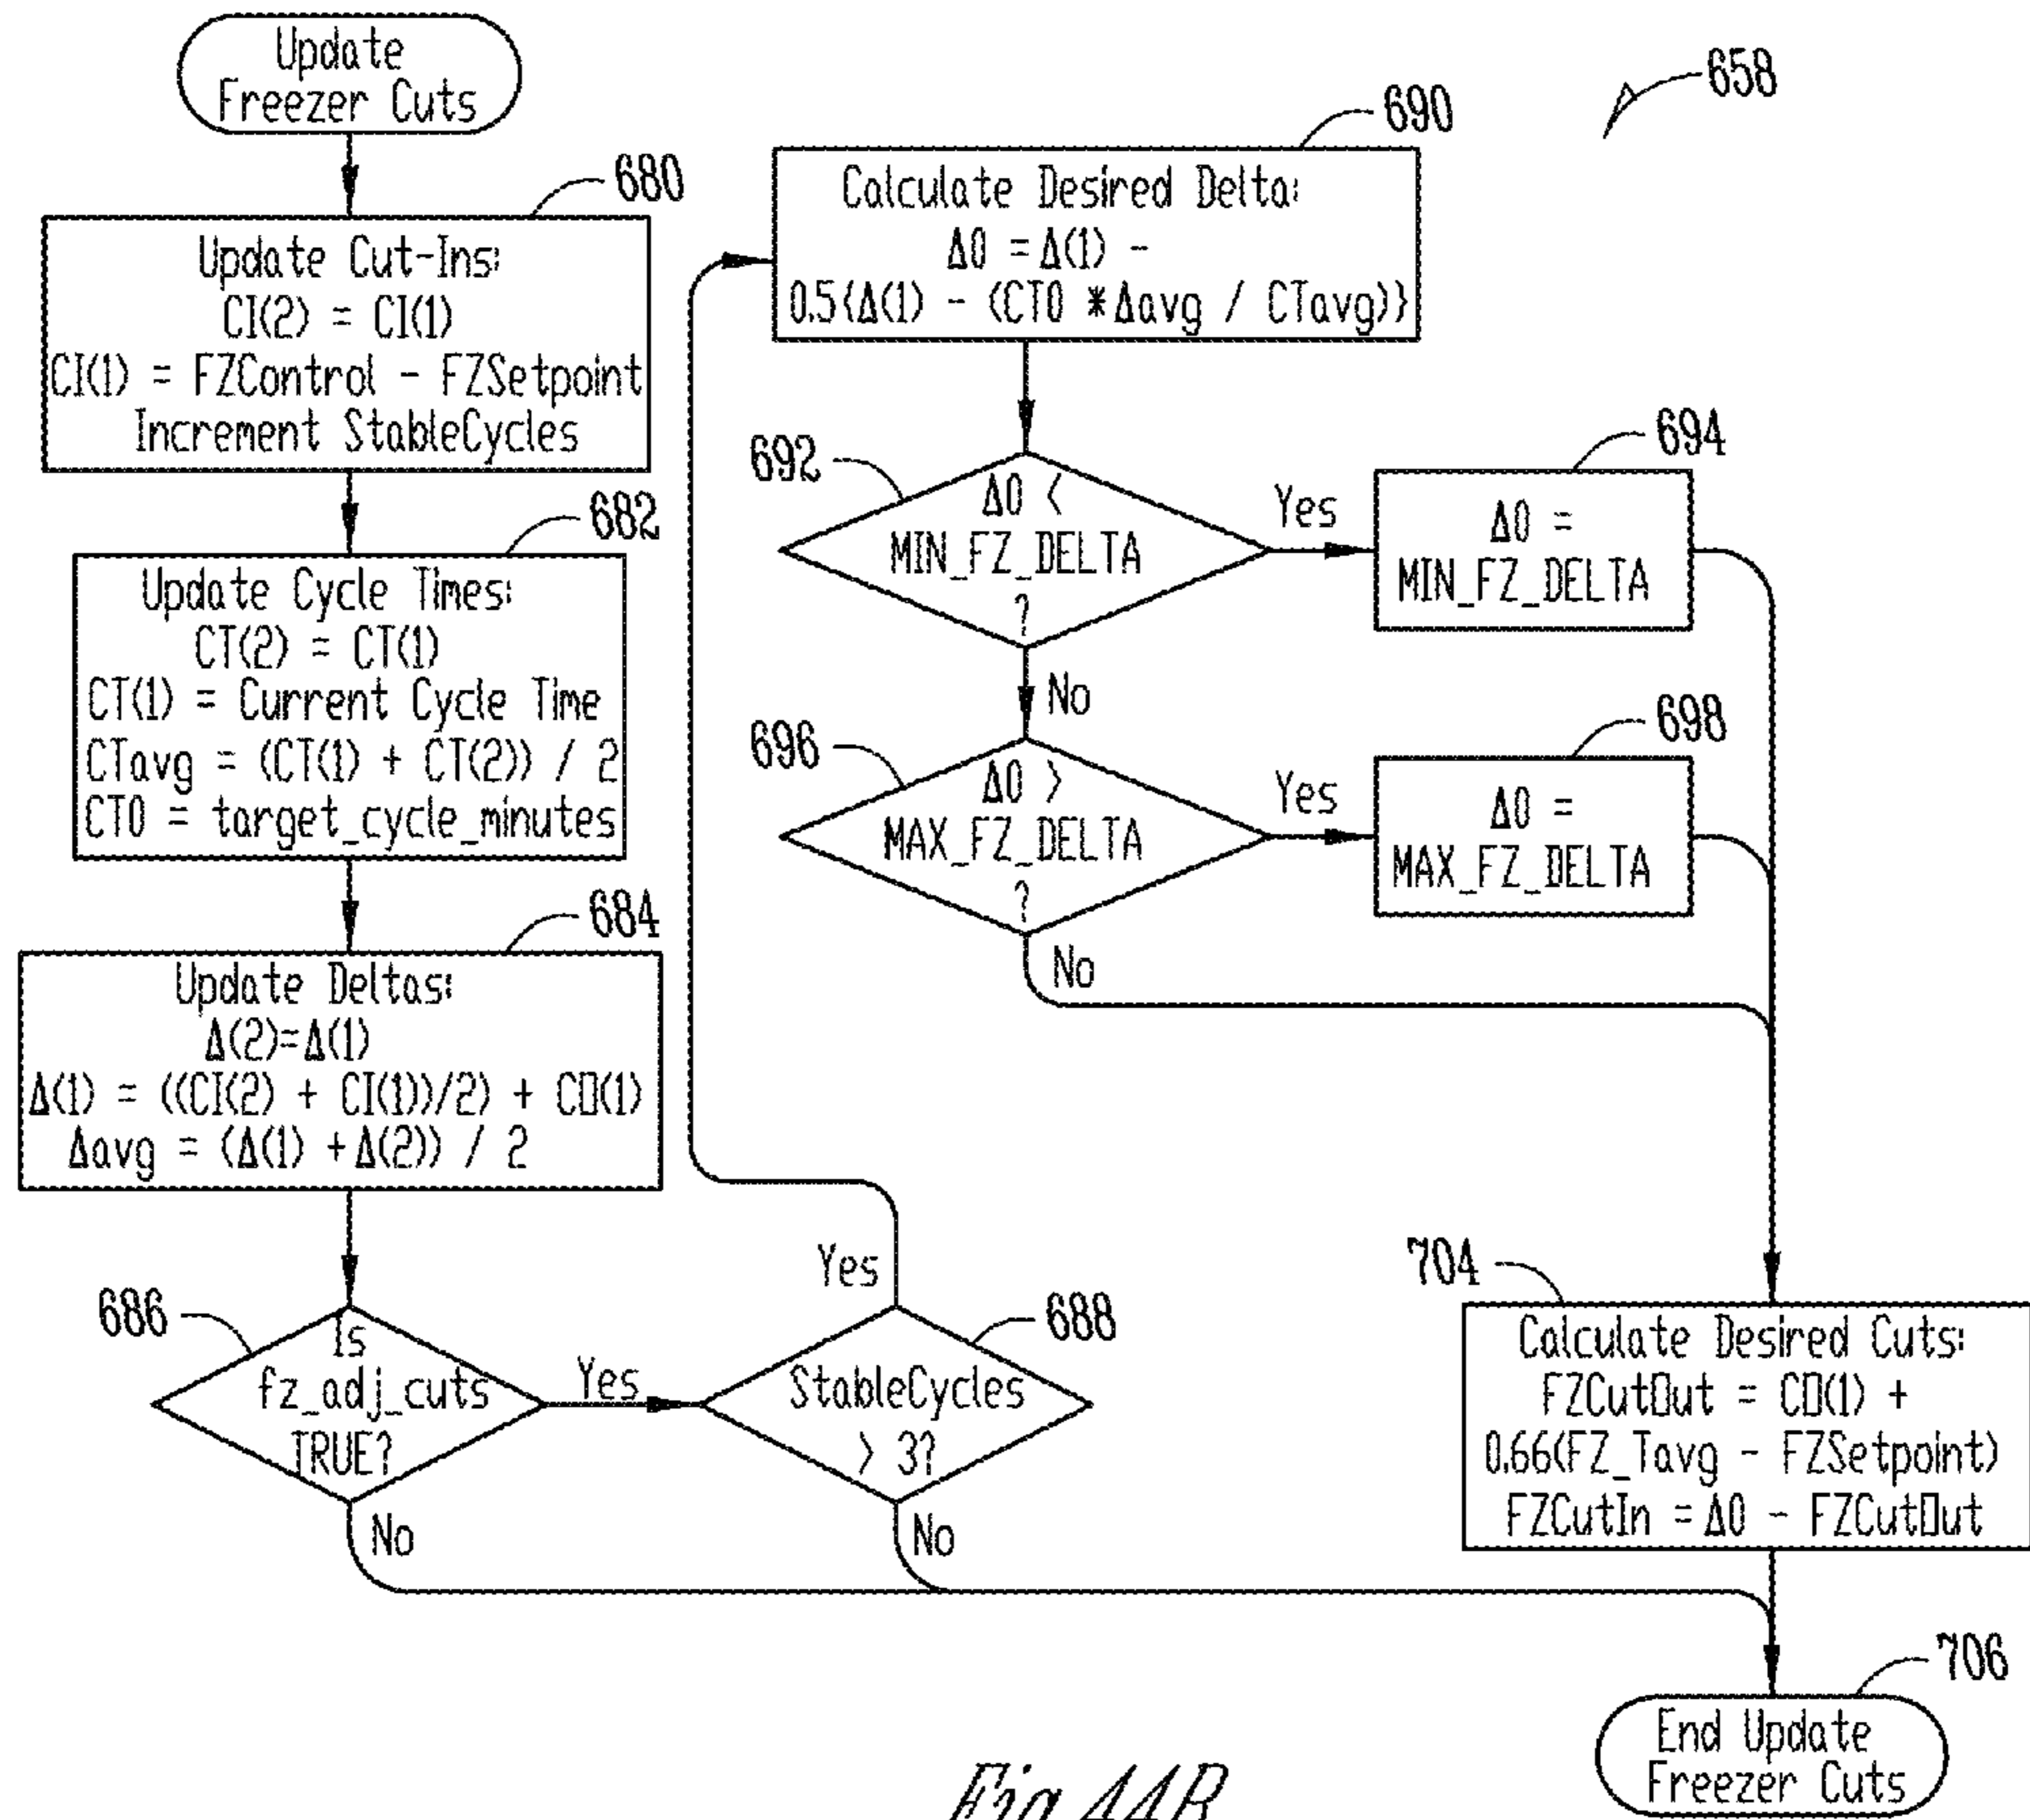 Update
Freezer Cuts
680
Update Cut-Ins:
CI(2) = CI(1)
CI(1) = FZControl - FZSetpoint
Increment StableCycles
682
Update Cycle Times:
CT(2) = CT(1)
CT(1) = Current Cycle Time
CTavg = (CT(1) + CT(2)) / 2
CT0 = target_cycle_minutes
684
Update Deltas:
Δ(2)=Δ(1)
Δ(1) = ((CI(2) + CI(1))/2) + CO(1)
Δavg = (Δ(1) +Δ(2)) / 2
686
Is
fz_adj_cuts
TRUE?
Yes
No
688
StableCycles
> 3?
Yes
No
658
690
Calculate Desired Delta:
Δ0 = Δ(1) -
0.5{Δ(1) - (CT0 *Δavg / CTavg)}
692
Δ0 <
MIN_FZ_DELTA
?
Yes
No
694
Δ0 =
MIN_FZ_DELTA
696
Δ0 >
MAX_FZ_DELTA
?
Yes
No
698
Δ0 =
MAX_FZ_DELTA
704
Calculate Desired Cuts:
FZCutOut = CO(1) +
0.66(FZ_Tavg - FZSetpoint)
FZCutIn = Δ0 - FZCutOut
706
End Update
Freezer Cuts
Fig. 44B